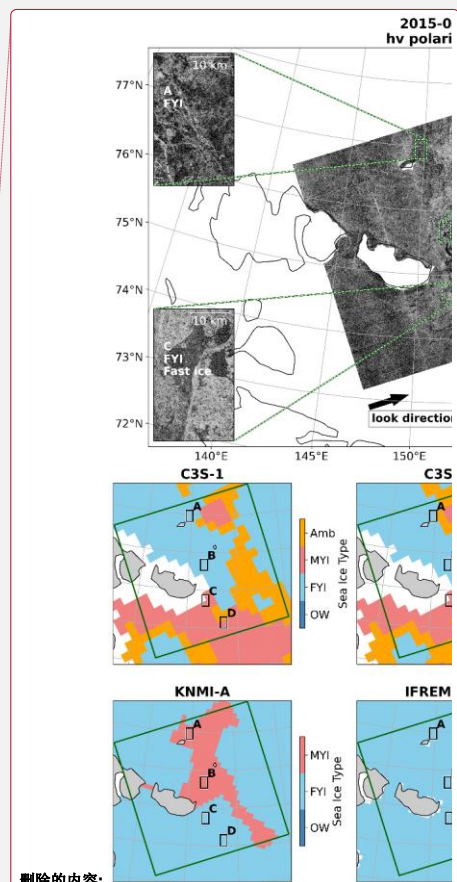 2015-0
hv polari
77°N
76°N
75°N
74°N
73°N
72°N
10 km
A
FYI
10 km
C
FYI
Fast ice
look direction
140°E
145°E
150°E
C3S-1
A
B
C
D
Amb
MYI
FYI
OW
Sea Ice Type
C3S
A
B
C
D
KNMI-A
A
B
C
D
MYI
FYI
OW
Sea Ice Type
IFREM
A
B
C
D
删除的内容: